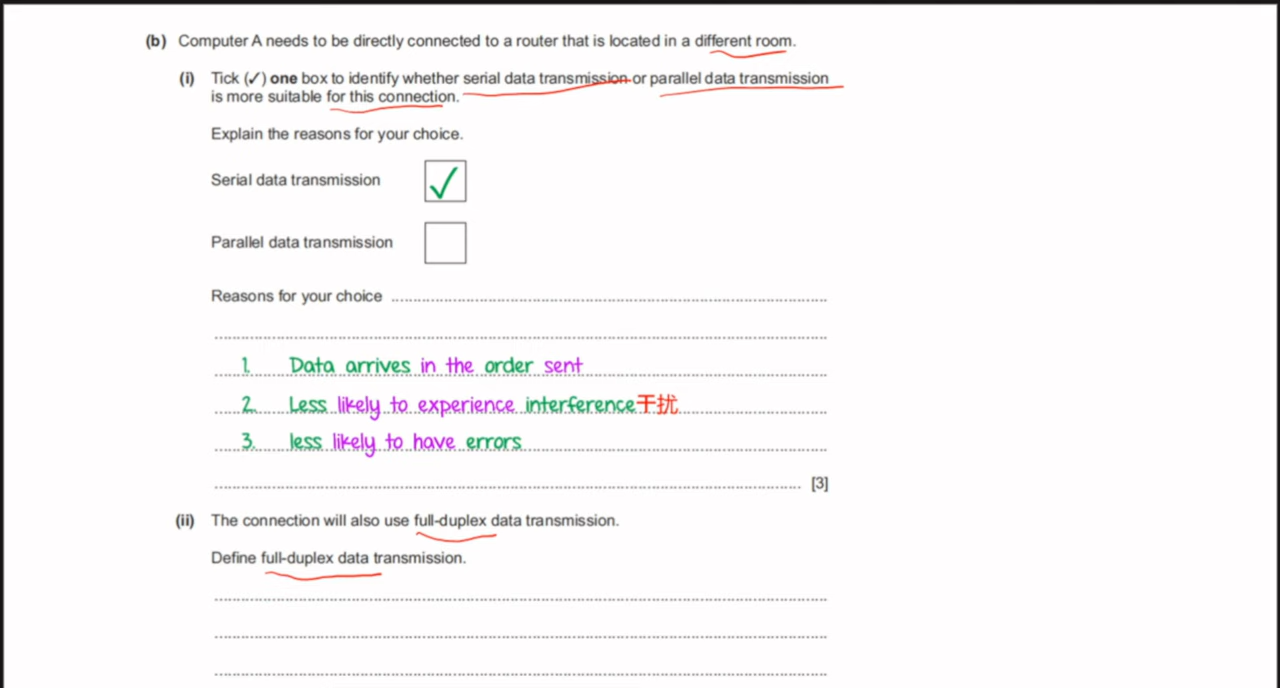 (b) Computer A needs to be directly connected to a router that is located in a different room.
(i) Tick (✓) one box to identify whether serial data transmission or parallel data transmission
is more suitable for this connection.
Explain the reasons for your choice.
Serial data transmission ✓
Parallel data transmission
Reasons for your choice
1. Data arrives in the order sent
2. Less likely to experience interference干扰
3. less likely to have errors
[3]
(ii) The connection will also use full-duplex data transmission.
Define full-duplex data transmission.